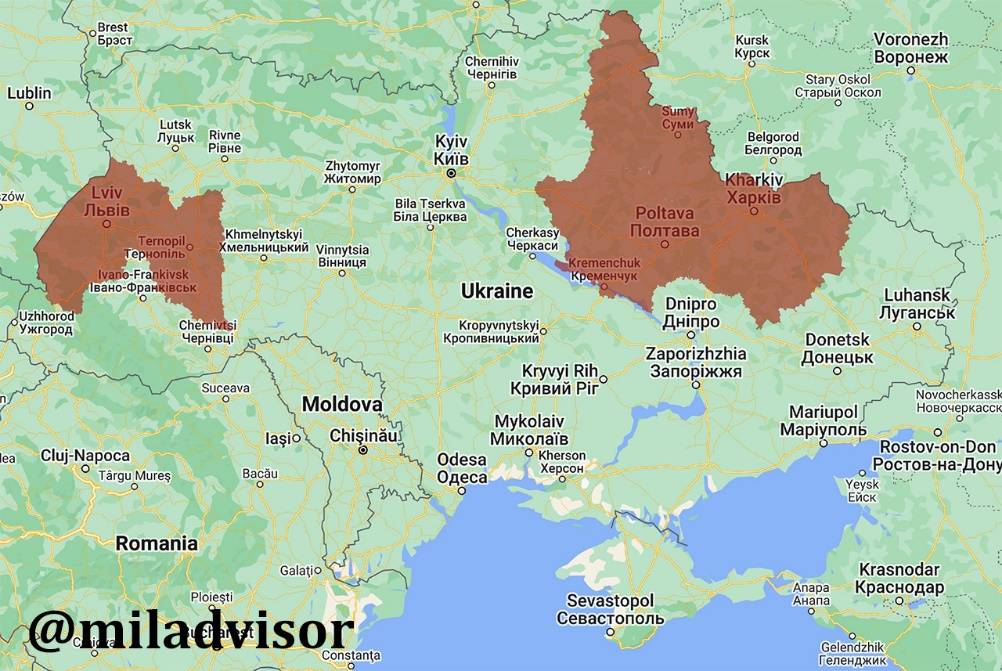 Brest
Брэст
Kursk
Курск
Voronezh
Воронеж
Chernihiv
Чернігів
Stary Oskol
Старый Оскол
Lublin
Sumy
Суми
Lutsk
Луцьк
Rivne
Рівне
Kyiv
Київ
Belgorod
Белгород
Zhytomyr
Житомир
Kharkiv
Харків
Lviv
Львів
zów
Bila Tserkva
Біла Церква
Poltava
Полтава
Ternopil
Тернопіль
Khmelnytskyi
Хмельницький
Vinnytsia
Вінниця
Cherkasy
Черкаси
Kremenchuk
Кременчук
Ivano-Frankivsk
Івано-Франківськ
Ukraine
Dnipro
Дніпро
Luhansk
Луганськ
Uzhhorod
Ужгород
Chernivtsi
Чернівці
Kropyvnytskyi
Кропивницький
Donetsk
Донецьк
Zaporizhzhia
Запоріжжя
Suceava
Kryvyi Rih
Кривий Ріг
Novocherkassk
Новочеркасск
Moldova
Mykolaiv
Миколаїв
Mariupol
Маріуполь
Iași
Chișinău
Rostov-on-Don
Ростов-на-Дону
Cluj-Napoca
Kherson
Херсон
lea
Târgu Mureș
Bacău
Odesa
Одеса
Yeysk
Ейск
Romania
Galați
Krasnodar
Краснодар
Anapa
Анапа
Ploiești
Sevastopol
Севастополь
@miladvisor
Bucharest
Craiova
Gelendzhik
Геленджик
Constanța